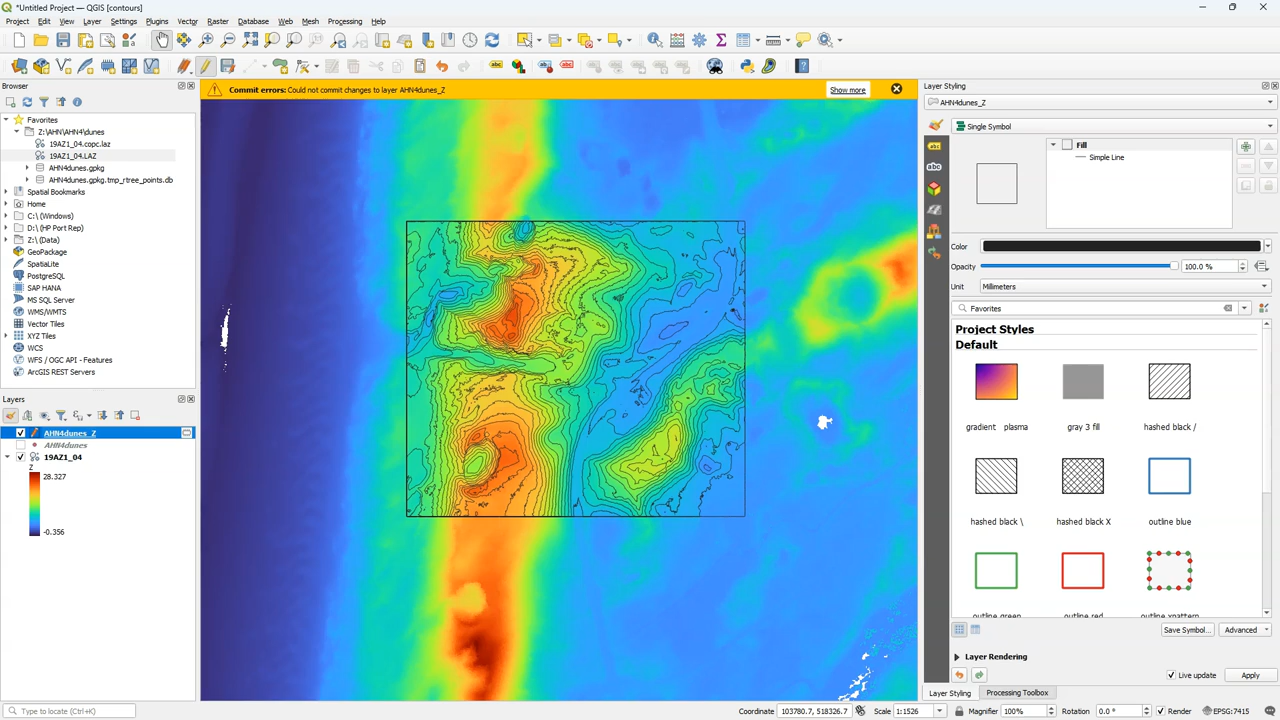 *Untitled Project — QGIS [contours]
Project Edit View Layer Settings Plugins Vector Raster Database Web Mesh Processing Help
Browser
Favorites
Z:\AHN\AHN4\dunes
19AZ1_04.copc.laz
19AZ1_04.LAZ
AHN4dunes.gpkg
AHN4dunes.gpkg.tmp_rtree_points.db
Spatial Bookmarks
Home
C:\ (Windows)
D:\ (HP Port Rep)
Z:\ (Data)
GeoPackage
SpatiaLite
PostgreSQL
SAP HANA
MS SQL Server
WMS/WMTS
Vector Tiles
XYZ Tiles
WCS
WFS / OGC API - Features
ArcGIS REST Servers
Layers
AHN4dunes_Z
AHN4dunes
19AZ1_04
Z
28.327
-0.356
Commit errors: Could not commit changes to layer AHN4dunes_Z
Show more
Layer Styling
AHN4dunes_Z
Single Symbol
Fill
Simple Line
Color
Opacity 100.0 %
Unit Millimeters
Favorites
Project Styles
Default
gradient plasma gray 3 fill hashed black /
hashed black \ hashed black X outline blue
outline green outline red outline xpattern
Save Symbol... Advanced
Layer Rendering
Live update Apply
Layer Styling Processing Toolbox
Type to locate (Ctrl+K)
Coordinate 103780.7, 518326.7 Scale 1:1526 Magnifier 100% Rotation 0.0 ° Render EPSG:7415